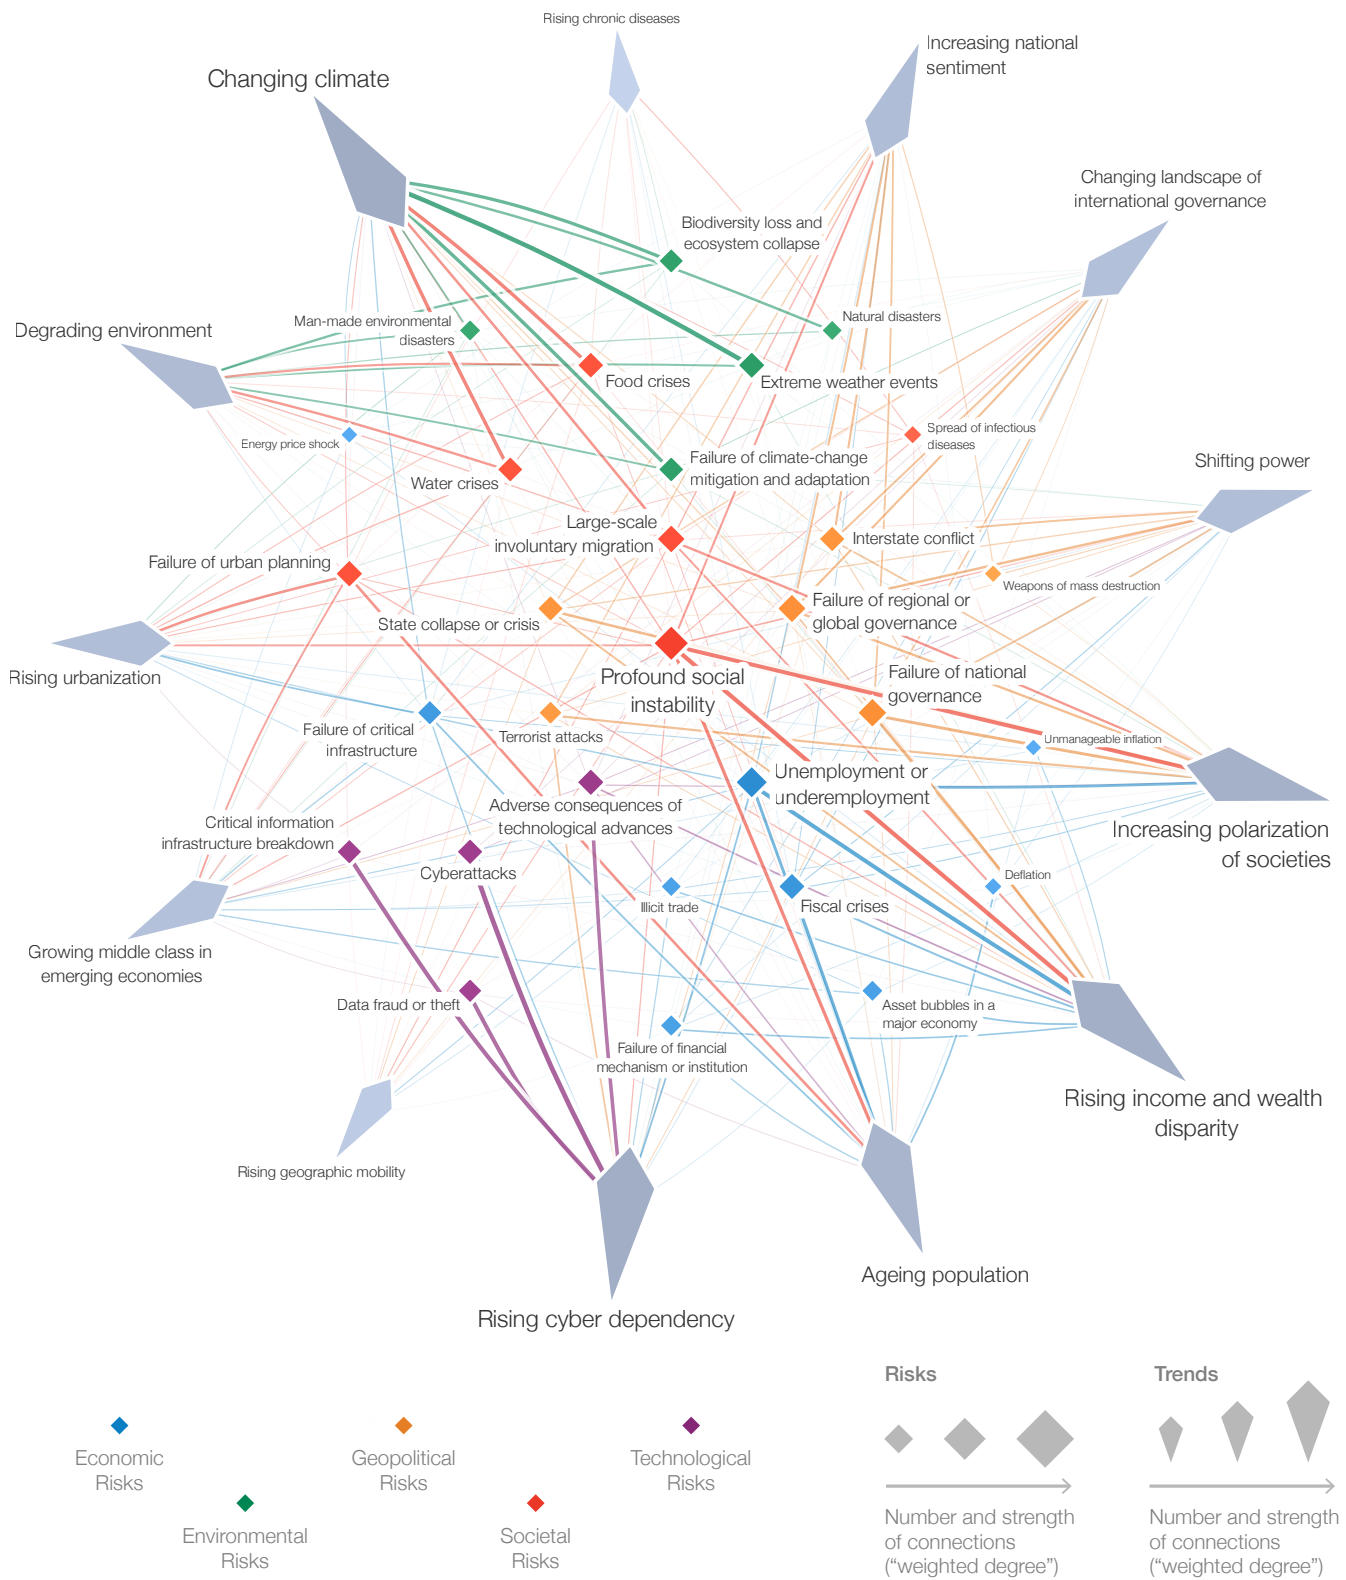 Rising chronic diseases
Increasing national
sentiment
Changing climate
Changing landscape of
international governance
Biodiversity loss and
ecosystem collapse
Degrading environment
Man-made environmental
disasters
Natural disasters
Food crises
Extreme weather events
Energy price shock
Spread of infectious
diseases
Water crises
Failure of climate-change
mitigation and adaptation
Shifting power
Large-scale
involuntary migration
Interstate conflict
Failure of urban planning
Weapons of mass destruction
State collapse or crisis
Failure of regional or
global governance
Rising urbanization
Profound social
instability
Failure of national
governance
Failure of critical
infrastructure
Terrorist attacks
Unmanageable inflation
Unemployment or
underemployment
Adverse consequences of
technological advances
Critical information
infrastructure breakdown
Increasing polarization
of societies
Cyberattacks
Illicit trade
Fiscal crises
Deflation
Growing middle class in
emerging economies
Data fraud or theft
Asset bubbles in a
major economy
Failure of financial
mechanism or institution
Rising income and wealth
disparity
Rising geographic mobility
Ageing population
Rising cyber dependency
Risks
Trends
Economic
Risks
Geopolitical
Risks
Technological
Risks
Environmental
Risks
Societal
Risks
Number and strength
of connections
(“weighted degree”)
Number and strength
of connections
(“weighted degree”)